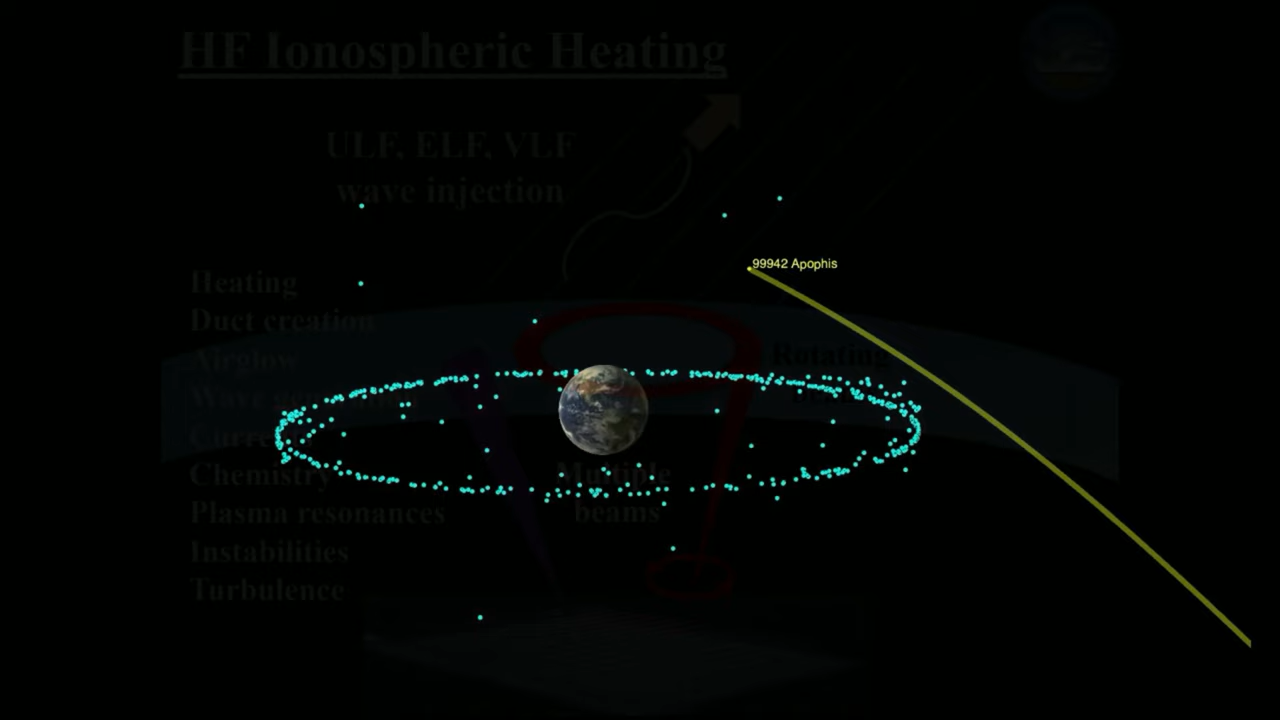 HF Ionospheric Heating
ULF, ELF, VLF
wave injection
99942 Apophis
Heating
Duct creation
Airglow
Rotating
Chemistry
Multiple
Plasma resonances
beams
Instabilities
Turbulence